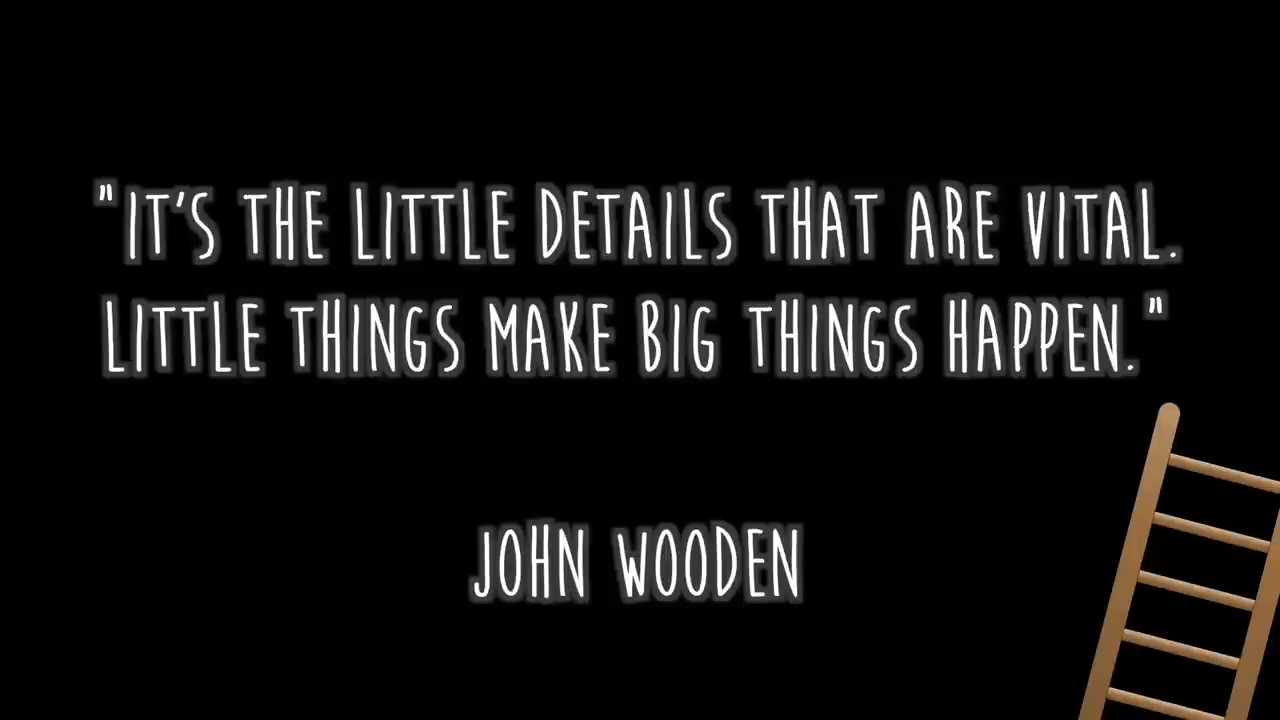 "IT'S THE LITTLE DETAILS THAT ARE VITAL.
LITTLE THINGS MAKE BIG THINGS HAPPEN."
JOHN WOODEN